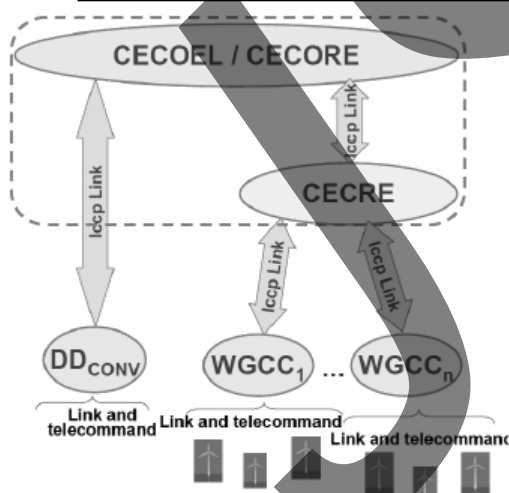 CECOEL / CECORE
Iccp Link
Iccp Link
CECRE
Iccp Link
Iccp Link
DDCONV
WGCC1
...
WGCCn
Link and
telecommand
Link and telecommand
Link and telecommand